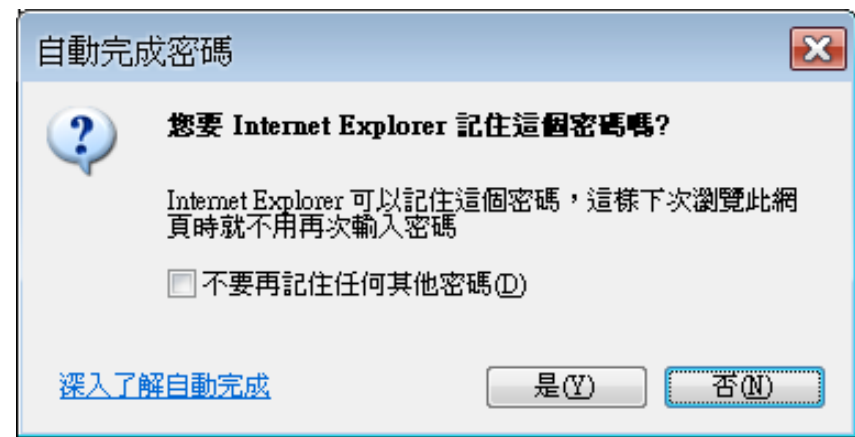 自動完成密碼
您要 Internet Explorer 記住這個密碼嗎?
Internet Explorer 可以記住這個密碼，這樣下次瀏覽此網
頁時就不用再次輸入密碼
不要再記住任何其他密碼(D)
深入了解自動完成
是(Y)
否(N)